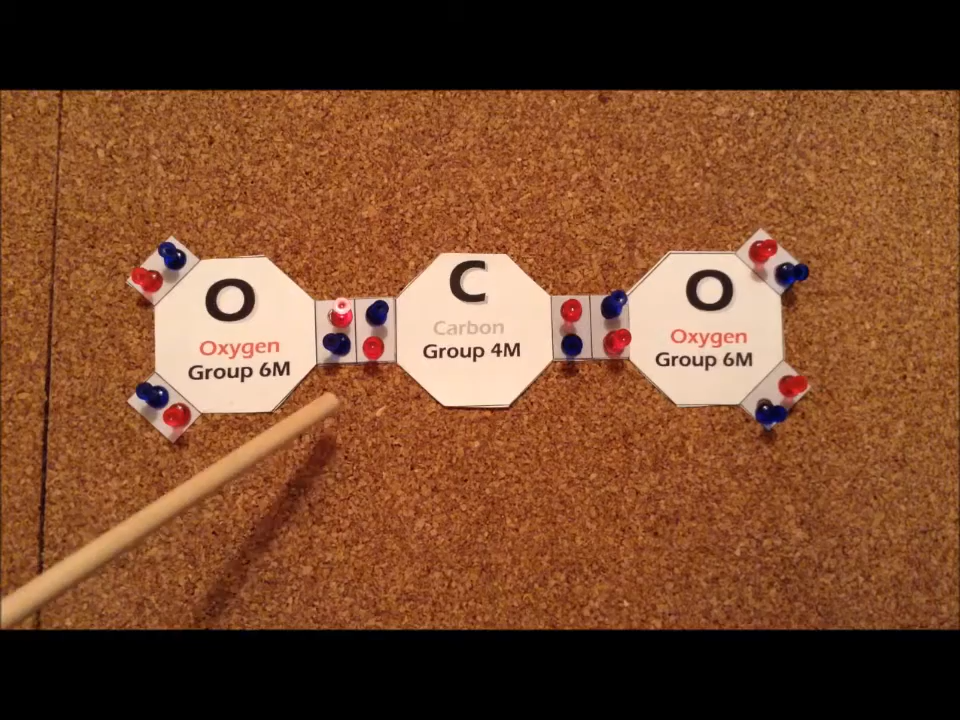 O
Oxygen
Group 6M
C
Carbon
Group 4M
O
Oxygen
Group 6M